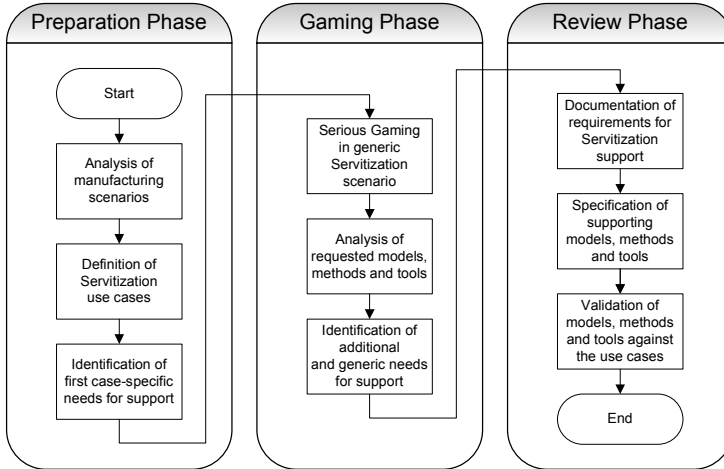 Preparation Phase
Start
Analysis of
manufacturing
scenarios
Definition of
Servitization
use cases
Identification of
first case-specific
needs for support
Gaming Phase
Serious Gaming
in generic
Servitization
scenario
Analysis of
requested models,
methods and tools
Identification of
additional
and generic needs
for support
Review Phase
Documentation of
requirements for
Servitization
support
Specification of
supporting
models, methods
and tools
Validation of
models, methods
and tools against
the use cases
End